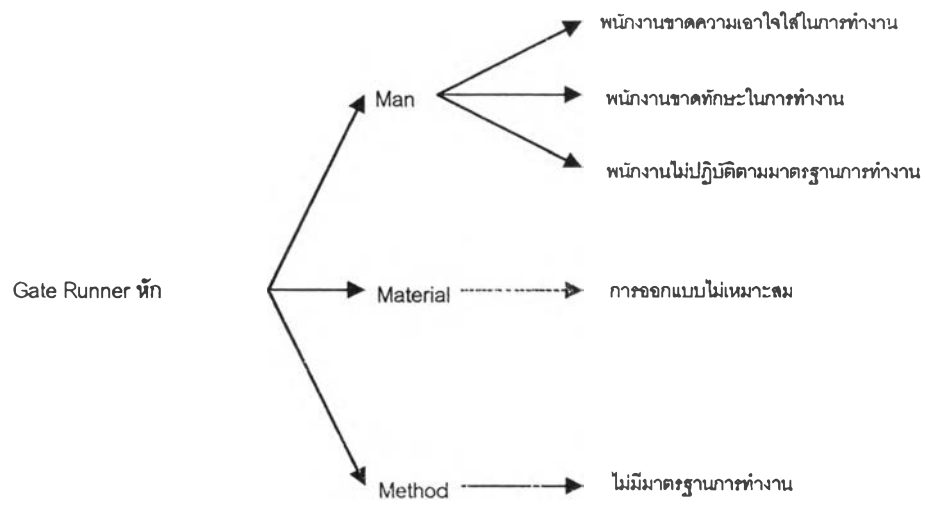 พนักงานขาดความเอาใจใส่ในการทำงาน
Man
พนักงานขาดทักษะในการทำงาน
พนักงานไม่ปฏิบัติตามมาตรฐานการทำงาน
Gate Runner หัก
Material
การออกแบบไม่เหมาะสม
Method
ไม่มีมาตรฐานการทำงาน